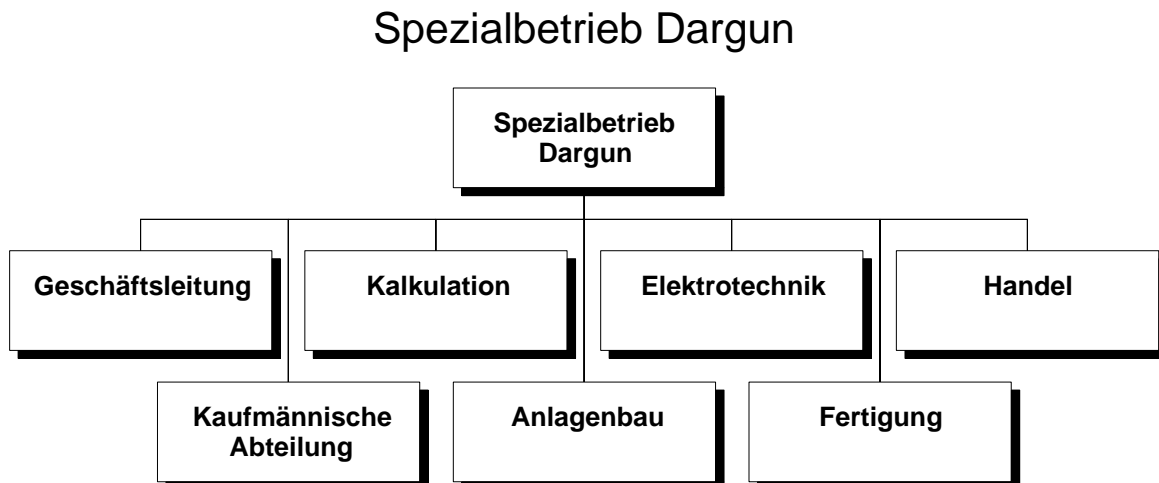 Spezialbetrieb Dargun
Spezialbetrieb
Dargun
Geschäftsleitung
Kalkulation
Elektrotechnik
Handel
Kaufmännische
Abteilung
Anlagenbau
Fertigung